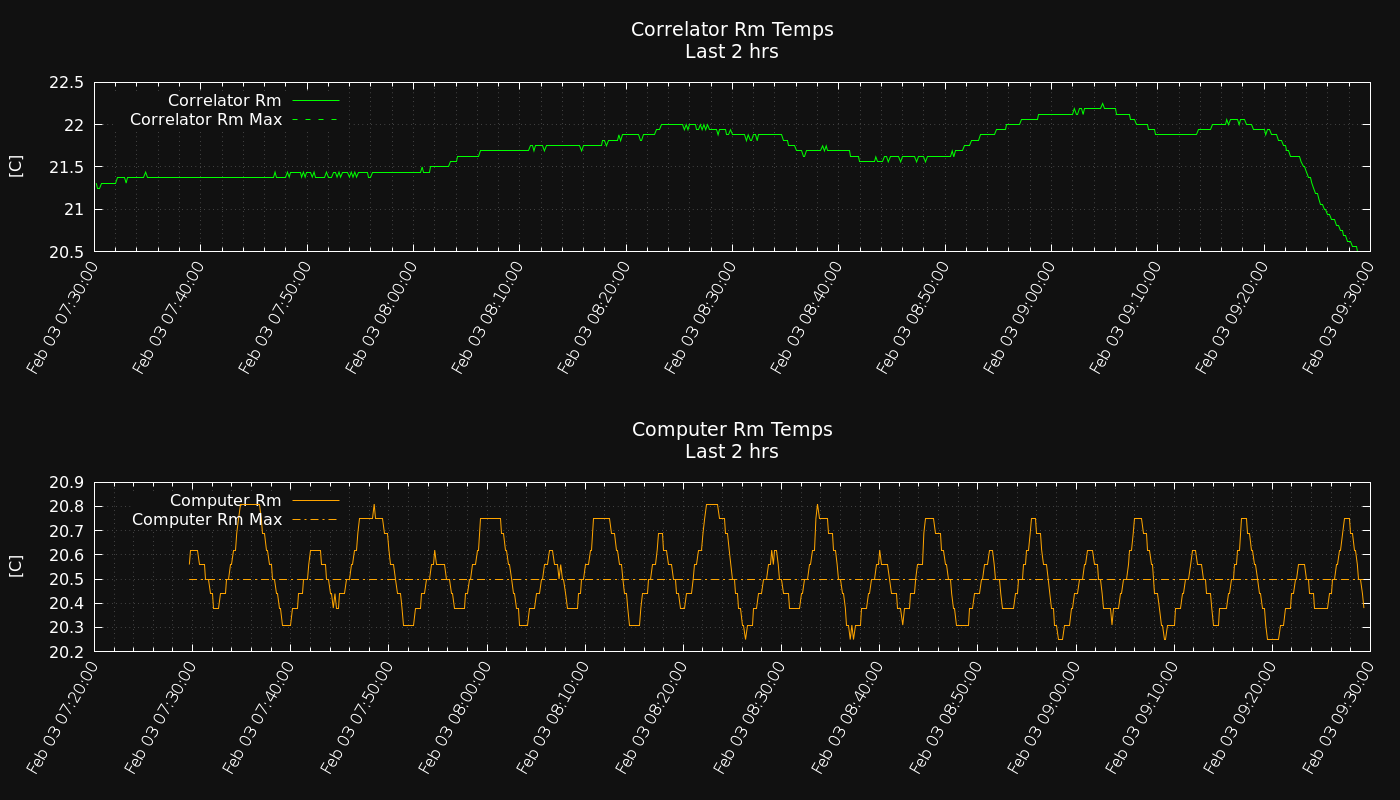 Correlator Rm Temps
Last 2 hrs
22.5
22
21.5
21
20.5
[C]
Correlator Rm
Correlator Rm Max
Feb 03 07:30:00
Feb 03 07:40:00
Feb 03 07:50:00
Feb 03 08:00:00
Feb 03 08:10:00
Feb 03 08:20:00
Feb 03 08:30:00
Feb 03 08:40:00
Feb 03 08:50:00
Feb 03 09:00:00
Feb 03 09:10:00
Feb 03 09:20:00
Feb 03 09:30:00
Computer Rm Temps
Last 2 hrs
20.9
20.8
20.7
20.6
20.5
20.4
20.3
20.2
[C]
Computer Rm
Computer Rm Max
Feb 03 07:20:00
Feb 03 07:30:00
Feb 03 07:40:00
Feb 03 07:50:00
Feb 03 08:00:00
Feb 03 08:10:00
Feb 03 08:20:00
Feb 03 08:30:00
Feb 03 08:40:00
Feb 03 08:50:00
Feb 03 09:00:00
Feb 03 09:10:00
Feb 03 09:20:00
Feb 03 09:30:00